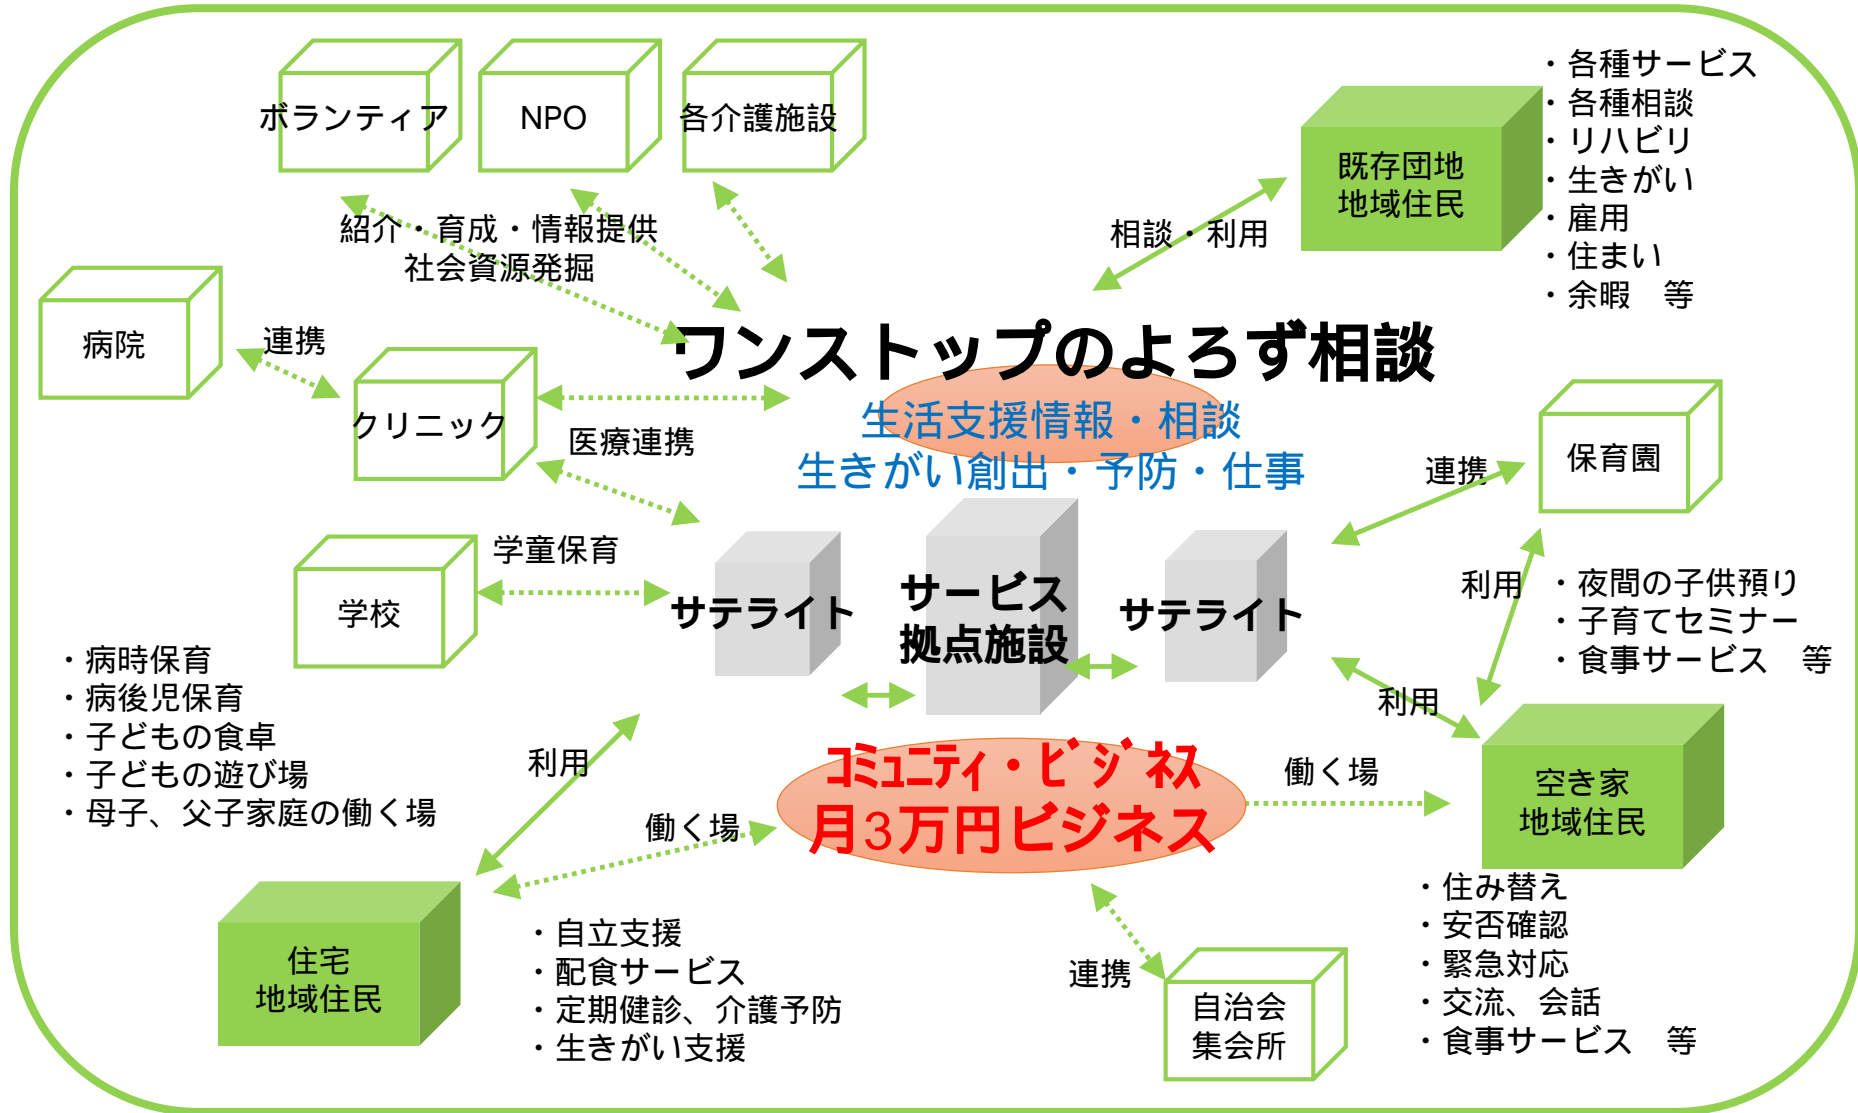 ボランティア
NPO
各介護施設
・各種サービス
・各種相談
・リハビリ
・生きがい
・雇用
・住まい
・余暇　等
既存団地
地域住民
紹介・育成・情報提供
社会資源発掘
相談・利用
病院
連携
ワンストップのよろず相談
クリニック
医療連携
生活支援情報・相談
生きがい創出・予防・仕事
連携
保育園
学校
学童保育
サテライト
サービス
拠点施設
サテライト
利用
・夜間の子供預り
・子育てセミナー
・食事サービス　等
・病時保育
・病後児保育
・子どもの食卓
・子どもの遊び場
・母子、父子家庭の働く場
利用
利用
コミュニティ・ビジネス
月3万円ビジネス
働く場
働く場
空き家
地域住民
住宅
地域住民
・自立支援
・配食サービス
・定期健診、介護予防
・生きがい支援
連携
自治会
集会所
・住み替え
・安否確認
・緊急対応
・交流、会話
・食事サービス　等